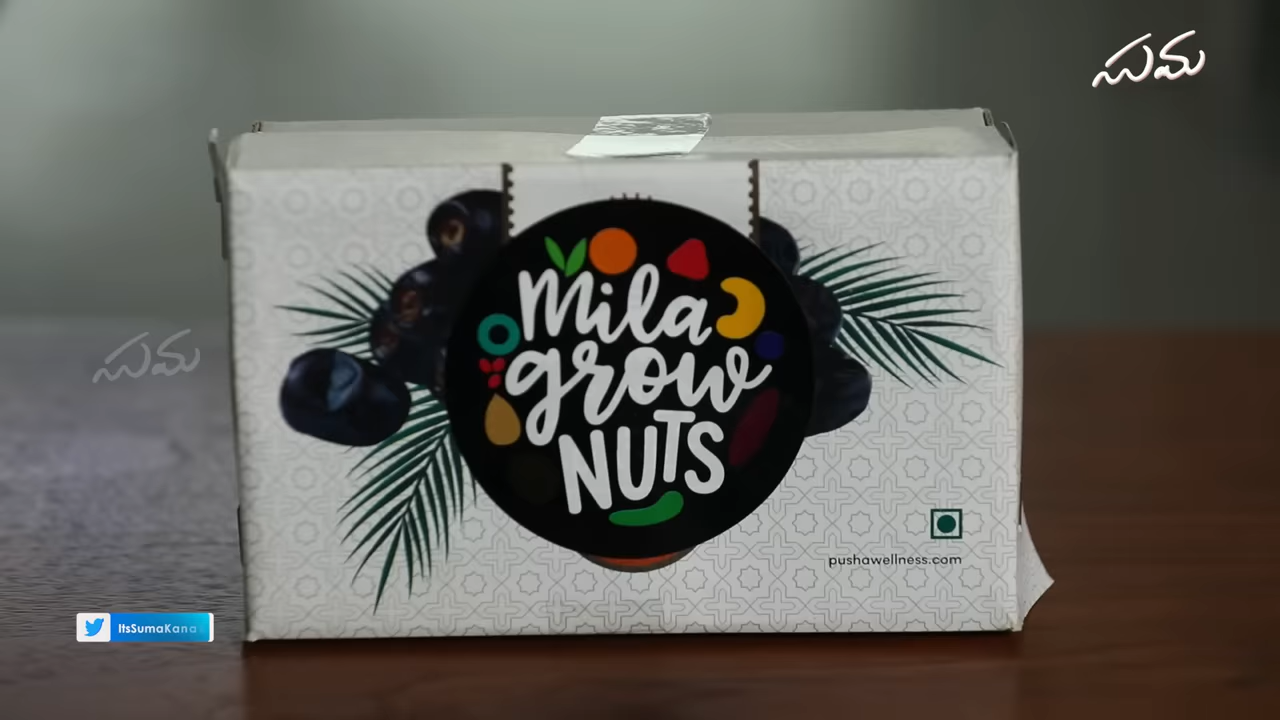 సుమ
mila
grow
NUTS
సుమ
pushawellness.com
ItsSumaKana